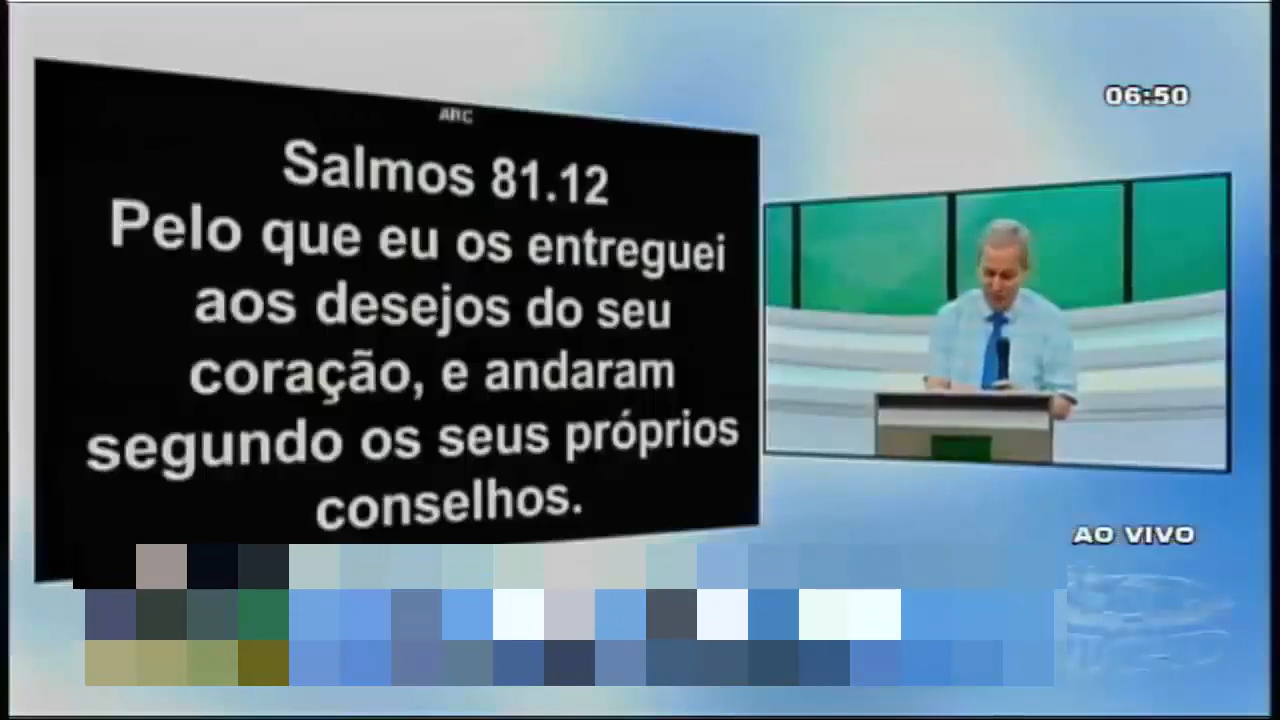 ARC
Salmos 81.12
Pelo que eu os entreguei
aos desejos do seu
coração, e andaram
segundo os seus próprios
conselhos.
06:50
AO VIVO